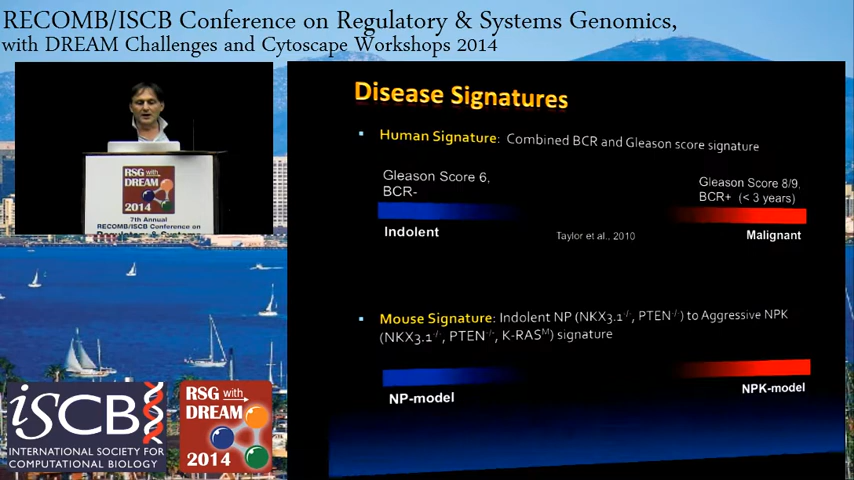 RECOMB/ISCB Conference on Regulatory & Systems Genomics,
with DREAM Challenges and Cytoscape Workshops 2014
RSG with
DREAM
2014
7th Annual
RECOMB/ISCB Conference on
Disease Signatures
Human Signature: Combined BCR and Gleason score signature
Gleason Score 6,
BCR-
Gleason Score 8/9,
BCR+ (< 3 years)
Indolent
Taylor et al., 2010
Malignant
Mouse Signature: Indolent NP (NKX3.1-/-, PTEN-/-) to Aggressive NPK
(NKX3.1-/-, PTEN-/-, K-RASM) signature
NP-model
NPK-model
iSCB
INTERNATIONAL SOCIETY FOR
COMPUTATIONAL BIOLOGY
RSG with
DREAM
2014